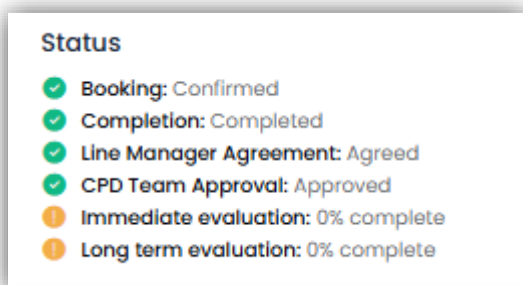 Status
Booking: Confirmed
Completion: Completed
Line Manager Agreement: Agreed
CPD Team Approval: Approved
Immediate evaluation: 0% complete
Long term evaluation: 0% complete